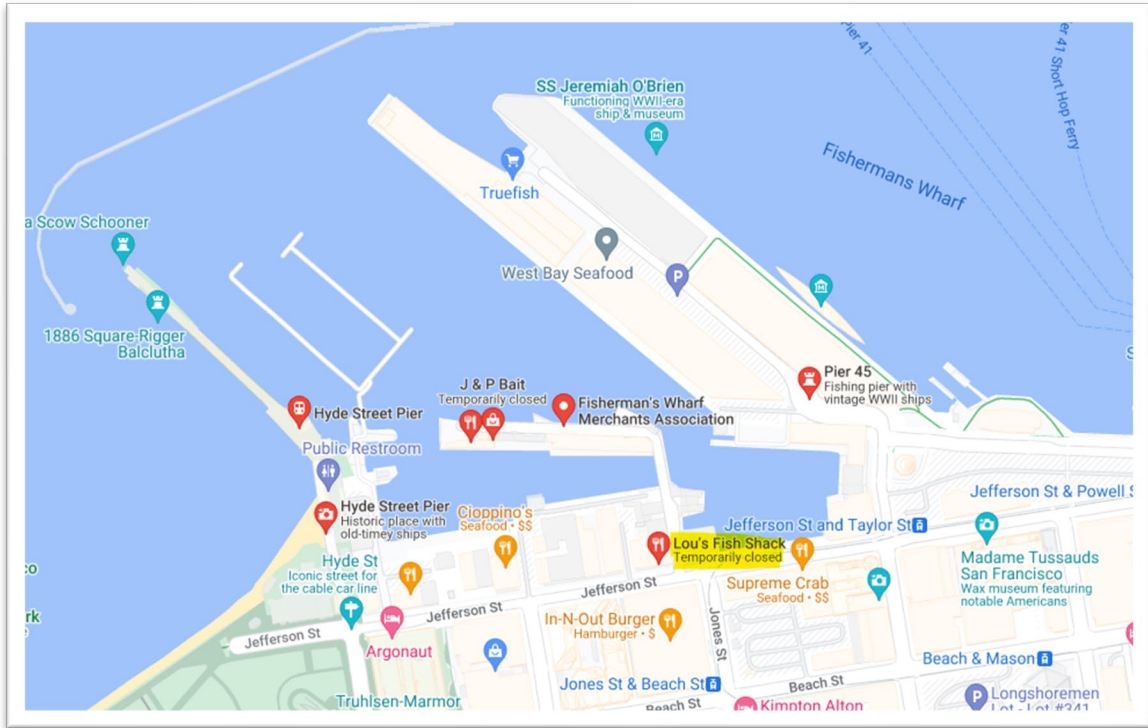 SS Jeremiah O'Brien
Functioning WWII-era
ship & museum
Pier 41
Pier 41 Short Hop Ferry
Fishermans Wharf
Truefish
West Bay Seafood
P
a Scow Schooner
1886 Square-Rigger
Balclutha
Pier 45
Fishing pier with
vintage WWII ships
J & P Bait
Temporarily closed
Fisherman's Wharf
Merchants Association
Hyde Street Pier
Public Restroom
Hyde Street Pier
Historic place with
old-timey ships
Cioppino's
Seafood • $$
Jefferson St & Powell S
Jefferson St and Taylor St
Lou's Fish Shack
Temporarily closed
Madame Tussauds
San Francisco
Wax museum featuring
notable Americans
Hyde St
Iconic street for
the cable car line
co
rk
Supreme Crab
Seafood • $$
Jefferson St
Jefferson St
Jefferson St
In-N-Out Burger
Hamburger • $
Jones St
Argonaut
Beach & Mason
Jones St & Beach St
Beach St
Beach St
Truhlsen-Marmor
Kimpton Alton
P
Longshoremen
Lot - Lot #341